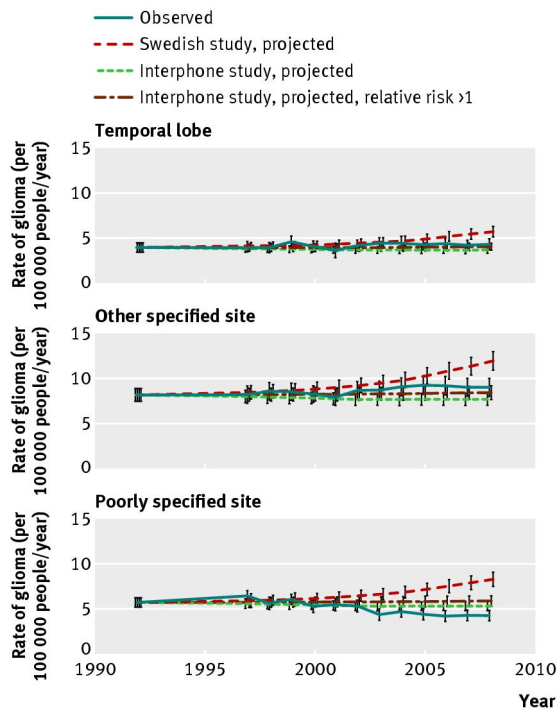 Observed
Swedish study, projected
Interphone study, projected
Interphone study, projected, relative risk >1
Temporal lobe
Rate of glioma (per
100 000 people/year)
15
10
5
0
Other specified site
Rate of glioma (per
100 000 people/year)
15
10
5
0
Poorly specified site
Rate of glioma (per
100 000 people/year)
15
10
5
0
1990 1995 2000 2005 2010
Year